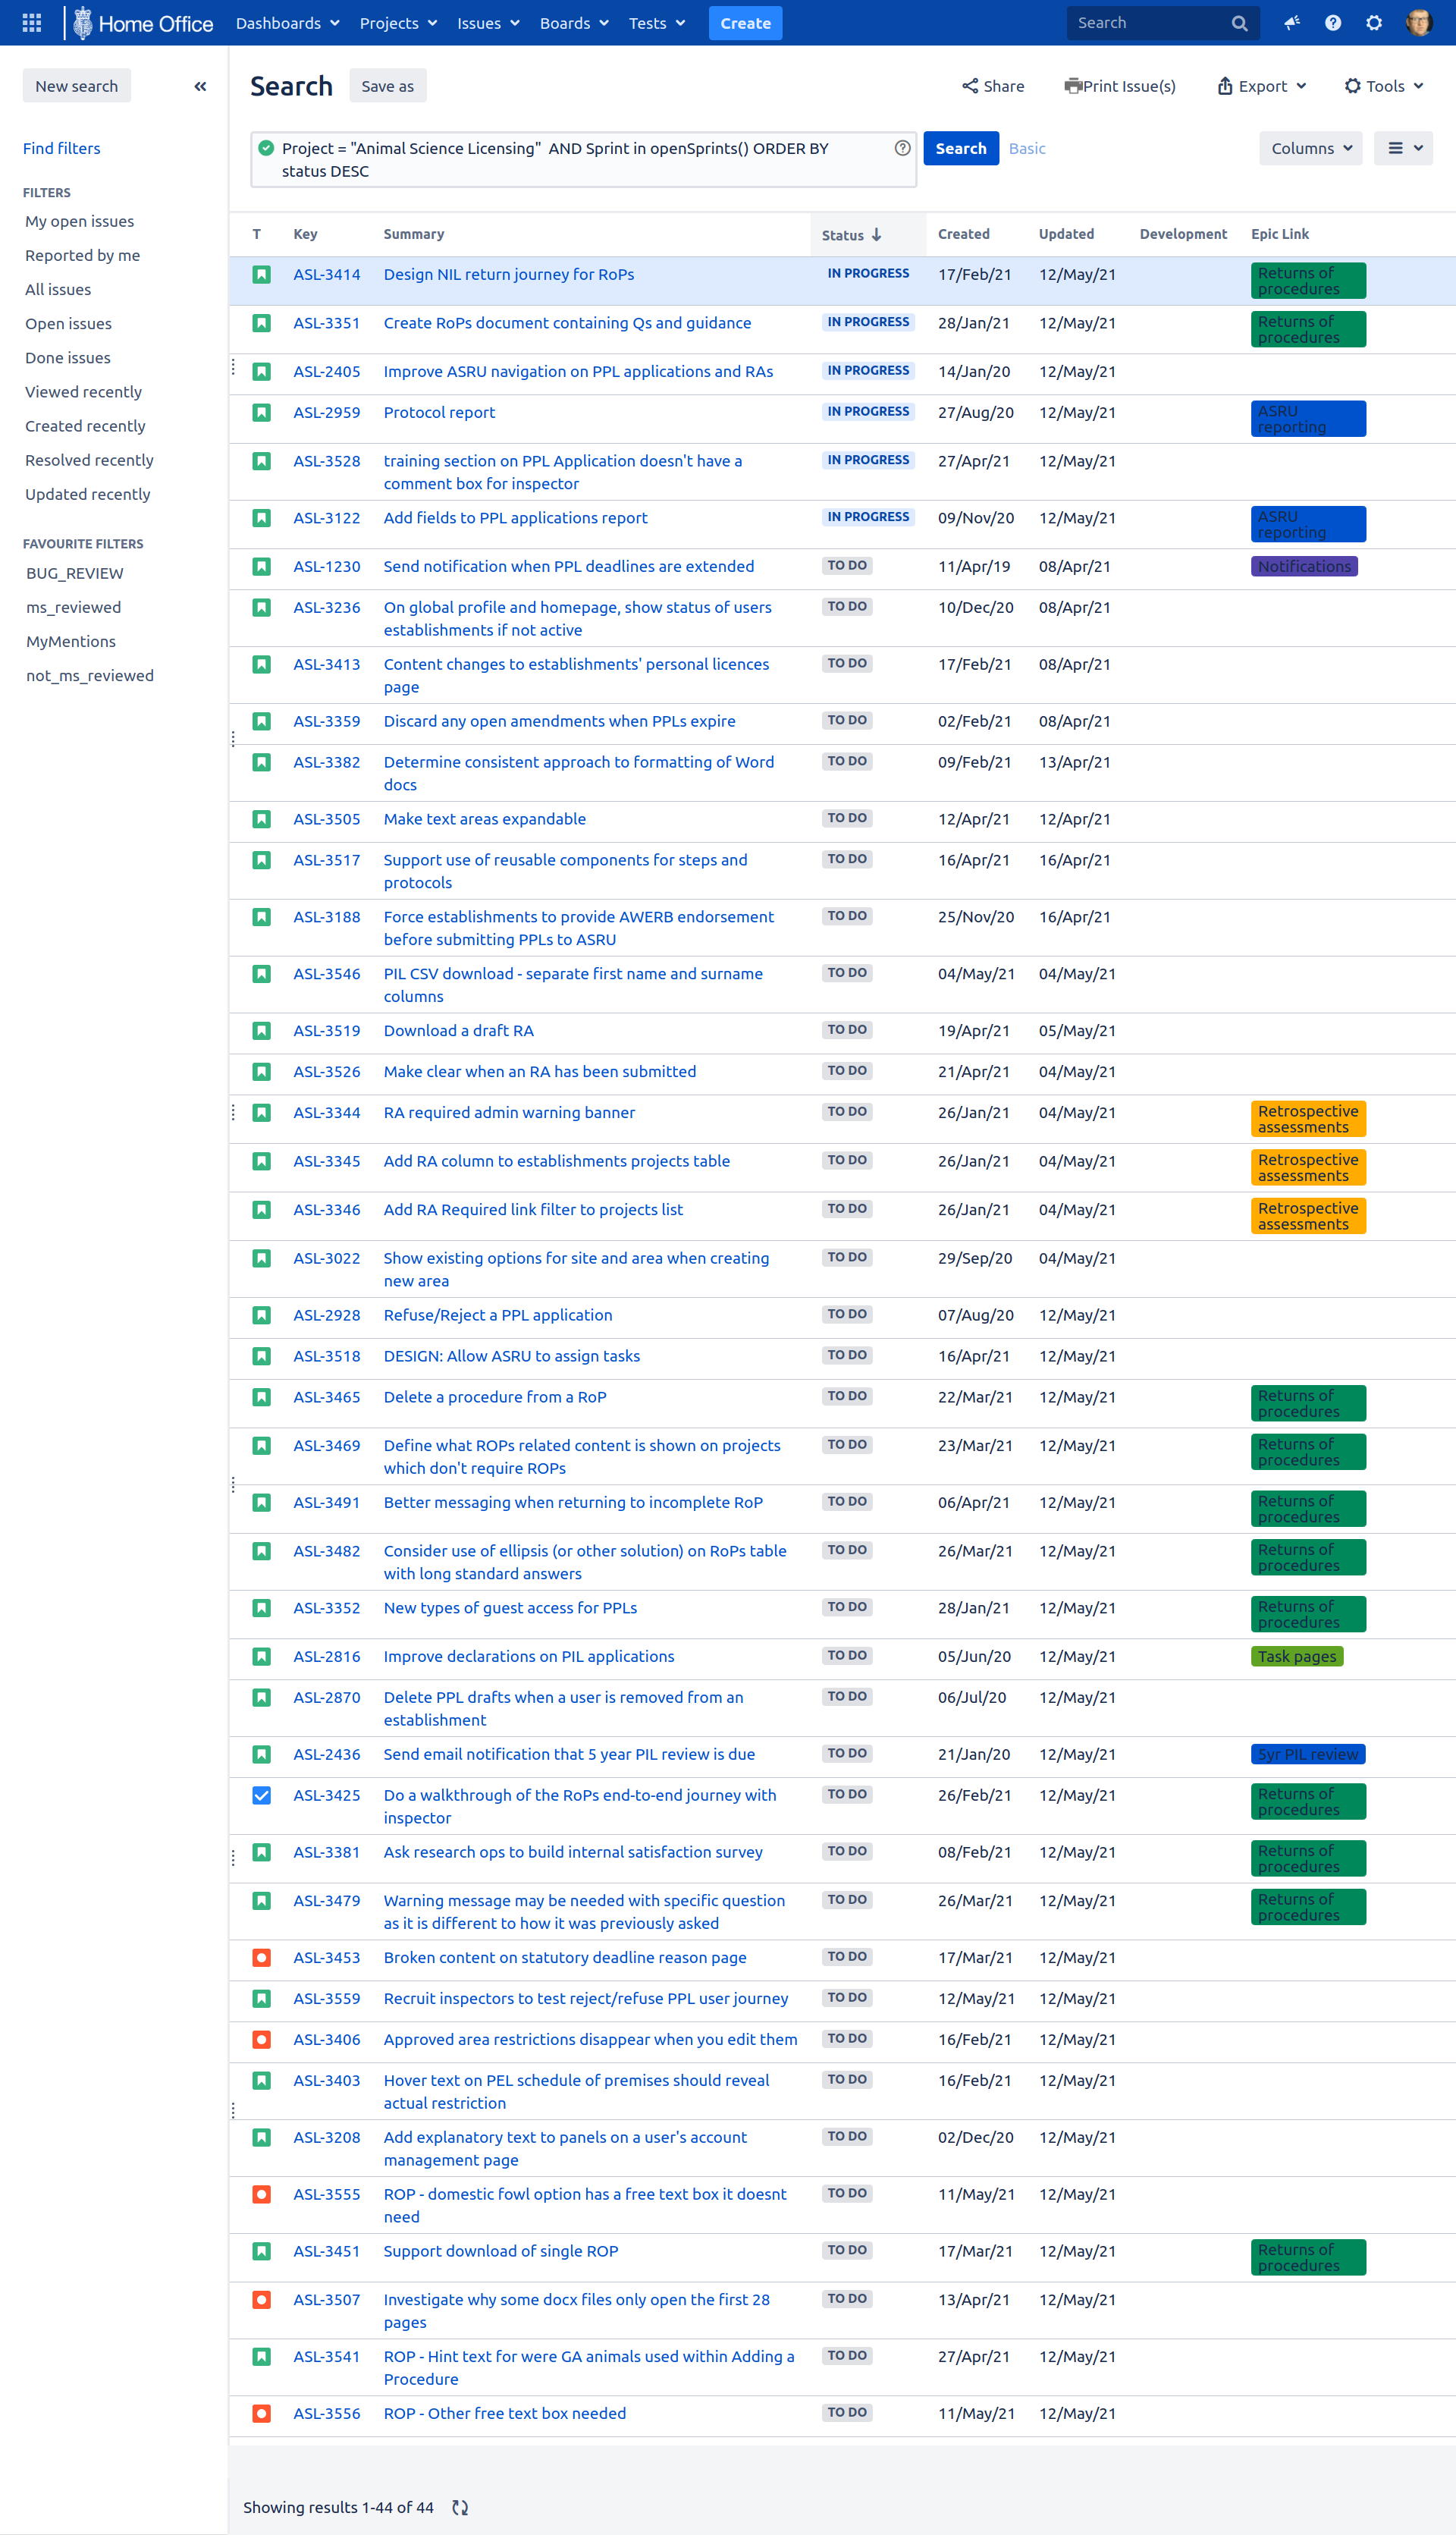 Home Office Dashboards Projects Issues Boards Tests Create Search
New search
Find filters
FILTERS
My open issues
Reported by me
All issues
Open issues
Done issues
Viewed recently
Created recently
Resolved recently
Updated recently
FAVOURITE FILTERS
BUG_REVIEW
ms_reviewed
MyMentions
not_ms_reviewed
Search Save as Share Print Issue(s) Export Tools
Project = "Animal Science Licensing" AND Sprint in openSprints() ORDER BY
status DESC
Search Basic Columns
T Key Summary Status Created Updated Development Epic Link
ASL-3414 Design NIL return journey for RoPs IN PROGRESS 17/Feb/21 12/May/21 Returns of
procedures
ASL-3351 Create RoPs document containing Qs and guidance IN PROGRESS 28/Jan/21 12/May/21 Returns of
procedures
ASL-2405 Improve ASRU navigation on PPL applications and RAs IN PROGRESS 14/Jan/20 12/May/21
ASL-2959 Protocol report IN PROGRESS 27/Aug/20 12/May/21 ASRU
reporting
ASL-3528 training section on PPL Application doesn't have a IN PROGRESS 27/Apr/21 12/May/21
comment box for inspector
ASL-3122 Add fields to PPL applications report IN PROGRESS 09/Nov/20 12/May/21 ASRU
reporting
ASL-1230 Send notification when PPL deadlines are extended TO DO 11/Apr/19 08/Apr/21 Notifications
ASL-3236 On global profile and homepage, show status of users TO DO 10/Dec/20 08/Apr/21
establishments if not active
ASL-3413 Content changes to establishments' personal licences TO DO 17/Feb/21 08/Apr/21
page
ASL-3359 Discard any open amendments when PPLs expire TO DO 02/Feb/21 08/Apr/21
ASL-3382 Determine consistent approach to formatting of Word TO DO 09/Feb/21 13/Apr/21
docs
ASL-3505 Make text areas expandable TO DO 12/Apr/21 12/Apr/21
ASL-3517 Support use of reusable components for steps and TO DO 16/Apr/21 16/Apr/21
protocols
ASL-3188 Force establishments to provide AWERB endorsement TO DO 25/Nov/20 16/Apr/21
before submitting PPLs to ASRU
ASL-3546 PIL CSV download - separate first name and surname TO DO 04/May/21 04/May/21
columns
ASL-3519 Download a draft RA TO DO 19/Apr/21 05/May/21
ASL-3526 Make clear when an RA has been submitted TO DO 21/Apr/21 04/May/21
ASL-3344 RA required admin warning banner TO DO 26/Jan/21 04/May/21 Retrospective
assessments
ASL-3345 Add RA column to establishments projects table TO DO 26/Jan/21 04/May/21 Retrospective
assessments
ASL-3346 Add RA Required link filter to projects list TO DO 26/Jan/21 04/May/21 Retrospective
assessments
ASL-3022 Show existing options for site and area when creating TO DO 29/Sep/20 04/May/21
new area
ASL-2928 Refuse/Reject a PPL application TO DO 07/Aug/20 12/May/21
ASL-3518 DESIGN: Allow ASRU to assign tasks TO DO 16/Apr/21 12/May/21
ASL-3465 Delete a procedure from a RoP TO DO 22/Mar/21 12/May/21 Returns of
procedures
ASL-3469 Define what ROPs related content is shown on projects TO DO 23/Mar/21 12/May/21 Returns of
which don't require ROPs procedures
ASL-3491 Better messaging when returning to incomplete RoP TO DO 06/Apr/21 12/May/21 Returns of
procedures
ASL-3482 Consider use of ellipsis (or other solution) on RoPs table TO DO 26/Mar/21 12/May/21 Returns of
with long standard answers procedures
ASL-3352 New types of guest access for PPLs TO DO 28/Jan/21 12/May/21 Returns of
procedures
ASL-2816 Improve declarations on PIL applications TO DO 05/Jun/20 12/May/21 Task pages
ASL-2870 Delete PPL drafts when a user is removed from an TO DO 06/Jul/20 12/May/21
establishment
ASL-2436 Send email notification that 5 year PIL review is due TO DO 21/Jan/20 12/May/21 5yr PIL review
ASL-3425 Do a walkthrough of the RoPs end-to-end journey with TO DO 26/Feb/21 12/May/21 Returns of
inspector procedures
ASL-3381 Ask research ops to build internal satisfaction survey TO DO 08/Feb/21 12/May/21 Returns of
procedures
ASL-3479 Warning message may be needed with specific question TO DO 26/Mar/21 12/May/21 Returns of
as it is different to how it was previously asked procedures
ASL-3453 Broken content on statutory deadline reason page TO DO 17/Mar/21 12/May/21
ASL-3559 Recruit inspectors to test reject/refuse PPL user journey TO DO 12/May/21 12/May/21
ASL-3406 Approved area restrictions disappear when you edit them TO DO 16/Feb/21 12/May/21
ASL-3403 Hover text on PEL schedule of premises should reveal TO DO 16/Feb/21 12/May/21
actual restriction
ASL-3208 Add explanatory text to panels on a user's account TO DO 02/Dec/20 12/May/21
management page
ASL-3555 ROP - domestic fowl option has a free text box it doesnt TO DO 11/May/21 12/May/21
need
ASL-3451 Support download of single ROP TO DO 17/Mar/21 12/May/21 Returns of
procedures
ASL-3507 Investigate why some docx files only open the first 28 TO DO 13/Apr/21 12/May/21
pages
ASL-3541 ROP - Hint text for were GA animals used within Adding a TO DO 27/Apr/21 12/May/21
Procedure
ASL-3556 ROP - Other free text box needed TO DO 11/May/21 12/May/21
Showing results 1-44 of 44